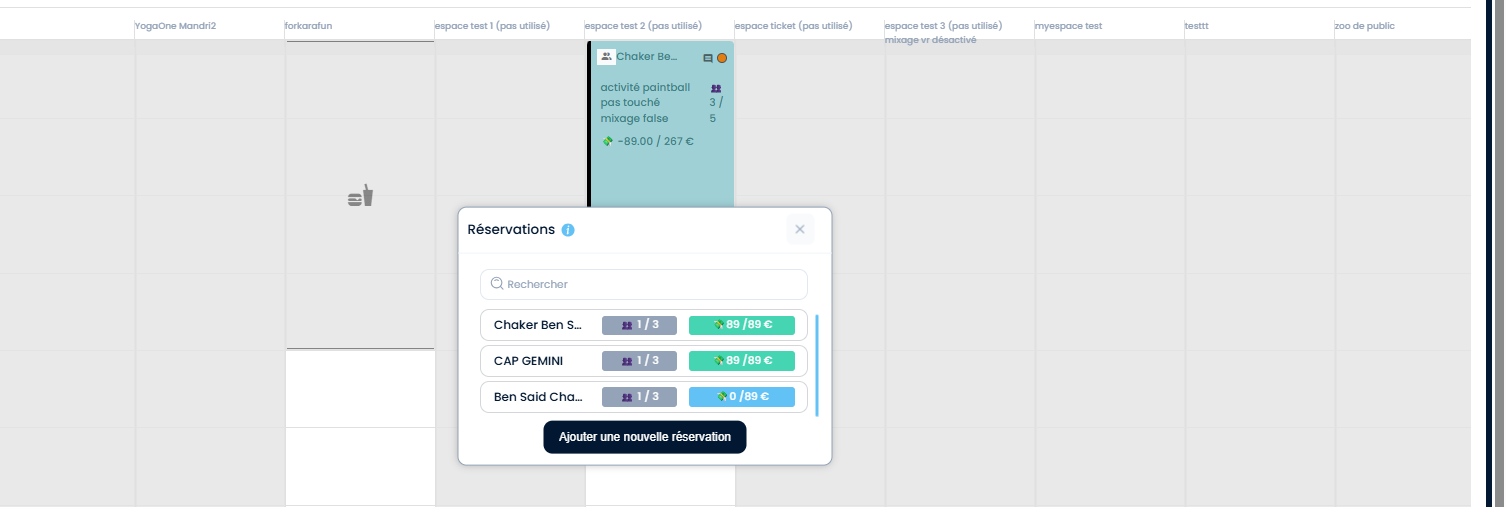 YogaOne Mandri2
forkarafun
espace test 1 (pas utilisé)
espace test 2 (pas utilisé)
espace ticket (pas utilisé)
espace test 3 (pas utilisé)
mixage vr désactivé
myespace test
testtt
zoo de public
Chaker Be...
activité paintball
pas touché
mixage false
3 /
5
-89.00 / 267 €
Réservations i
Rechercher
Chaker Ben S... 1 / 3 89 /89 €
CAP GEMINI 1 / 3 89 /89 €
Ben Said Cha... 1 / 3 0 /89 €
Ajouter une nouvelle réservation